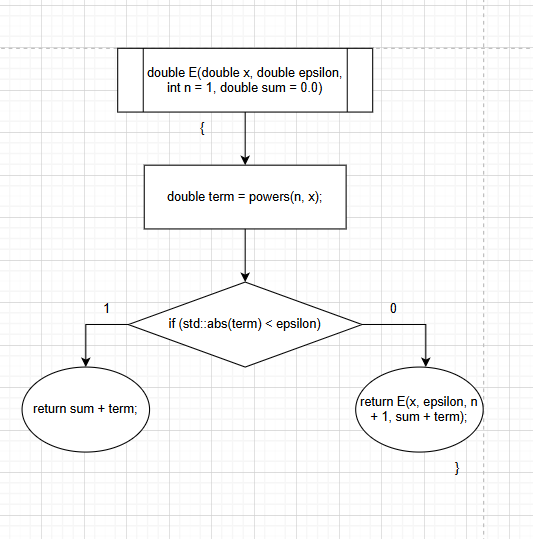 double E(double x, double epsilon,
int n = 1, double sum = 0.0)
{
double term = powers(n, x);
1
0
if (std::abs(term) < epsilon)
return sum + term;
return E(x, epsilon, n
+ 1, sum + term);
}